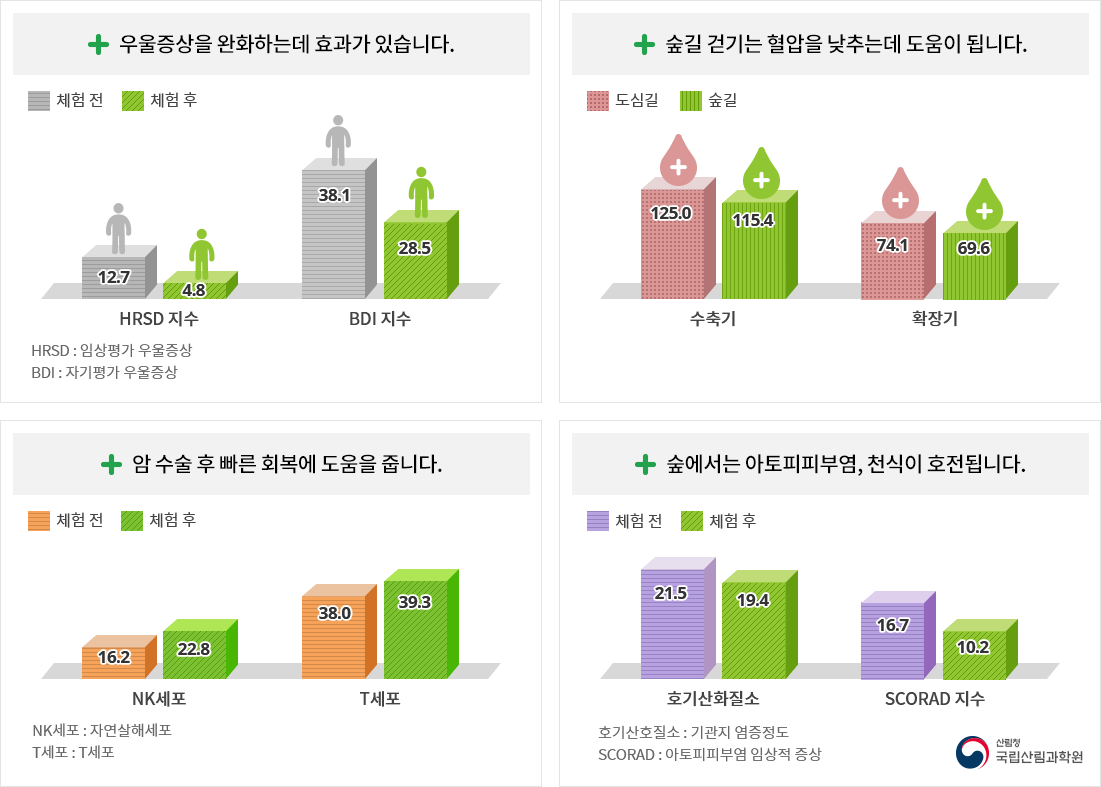 우울증상을 완화하는데 효과가 있습니다.
체험 전 체험 후
12.7
4.8
38.1
28.5
HRSD 지수
BDI 지수
HRSD : 임상평가 우울증상
BDI : 자기평가 우울증상
숲길 걷기는 혈압을 낮추는데 도움이 됩니다.
도심길 숲길
125.0
115.4
74.1
69.6
수축기
확장기
암 수술 후 빠른 회복에 도움을 줍니다.
체험 전 체험 후
16.2
22.8
38.0
39.3
NK세포
T세포
NK세포 : 자연살해세포
T세포 : T세포
숲에서는 아토피피부염, 천식이 호전됩니다.
체험 전 체험 후
21.5
19.4
16.7
10.2
호기산화질소
SCORAD 지수
호기산호질소 : 기관지 염증정도
SCORAD : 아토피피부염 임상적 증상
산림청
국립산림과학원